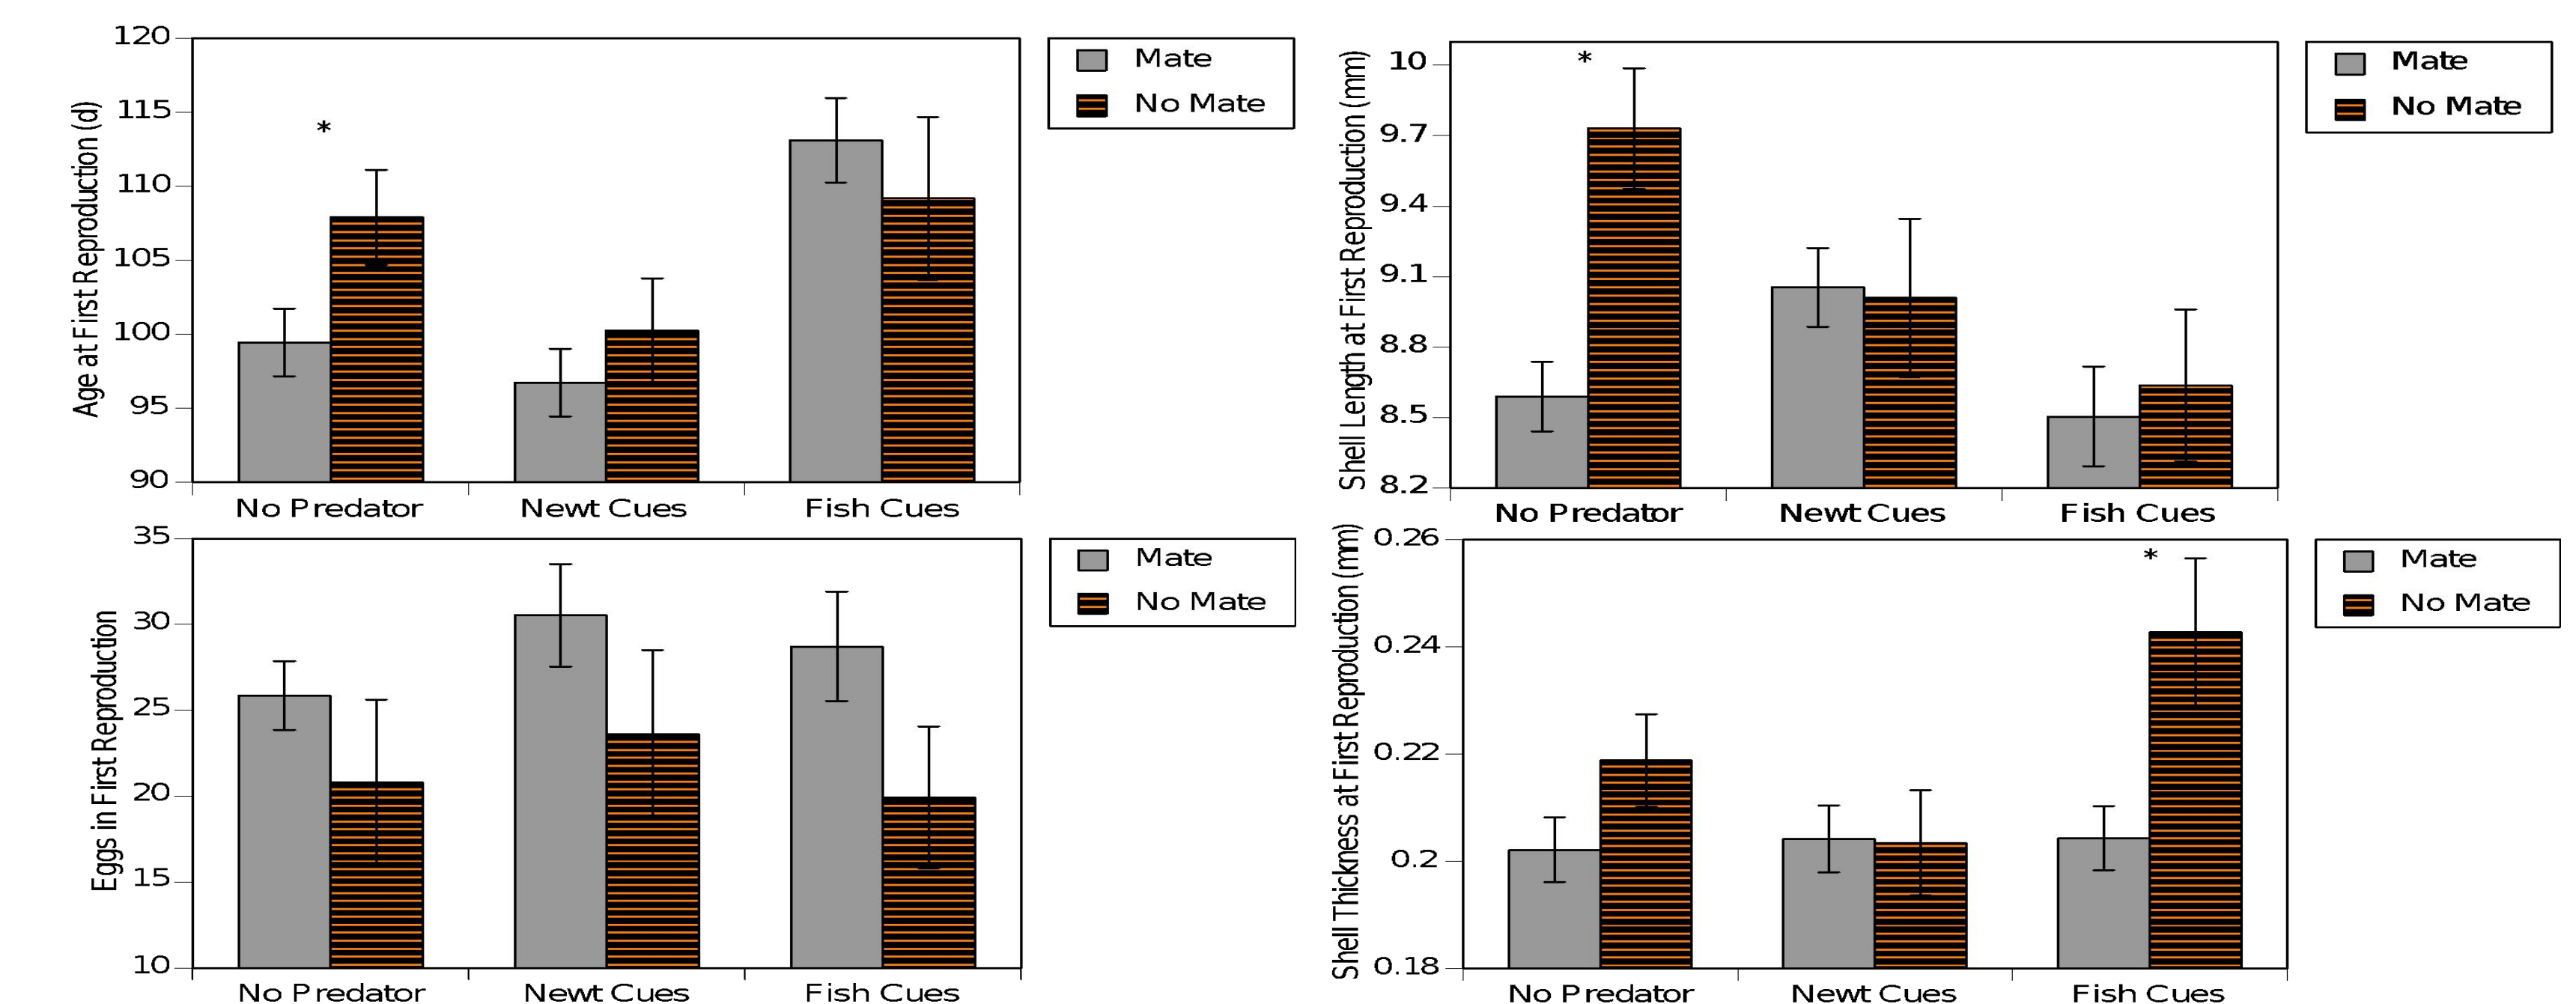 Age at First Reproduction (d)
120
115
110
105
100
95
90
*
No Predator
Newt Cues
Fish Cues
Mate
No Mate
Shell Length at First Reproduction (mm)
10
9.7
9.4
9.1
8.8
8.5
8.2
*
No Predator
Newt Cues
Fish Cues
Mate
No Mate
Eggs in First Reproduction
35
30
25
20
15
10
No Predator
Newt Cues
Fish Cues
Mate
No Mate
Shell Thickness at First Reproduction (mm)
0.26
0.24
0.22
0.2
0.18
*
No Predator
Newt Cues
Fish Cues
Mate
No Mate